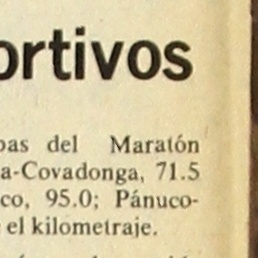 ortivos
pas del Maratón
a-Covadonga, 71.5
co, 95.0; Pánuco-
el kilometraje.